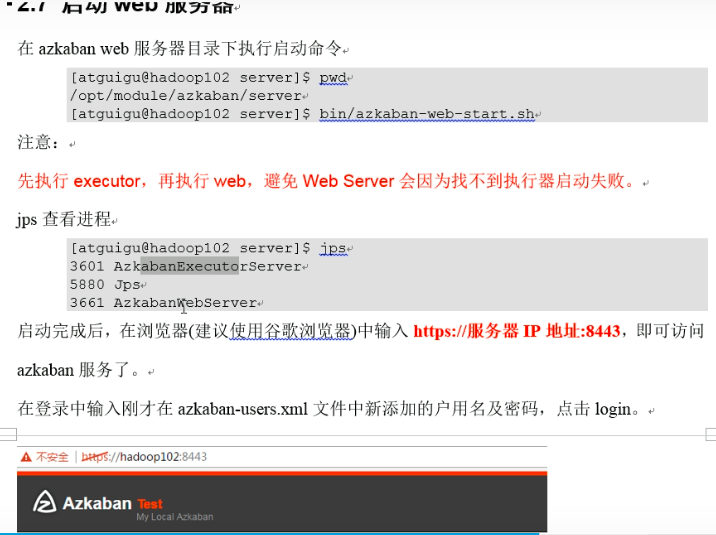 2.7 启动 web 服务器
在 azkaban web 服务器目录下执行启动命令
[atguigu@hadoop102 server]$ pwd
/opt/module/azkaban/server
[atguigu@hadoop102 server]$ bin/azkaban-web-start.sh
注意：
先执行 executor，再执行 web，避免 Web Server 会因为找不到执行器启动失败。
jps 查看进程
[atguigu@hadoop102 server]$ jps
3601 AzkabanExecutorServer
5880 Jps
3661 AzkabanWebServer
启动完成后，在浏览器(建议使用谷歌浏览器)中输入 https://服务器 IP 地址:8443，即可访问
azkaban 服务了。
在登录中输入刚才在 azkaban-users.xml 文件中新添加的户用名及密码，点击 login。
不安全 | https://hadoop102:8443
Azkaban Test
My Local Azkaban